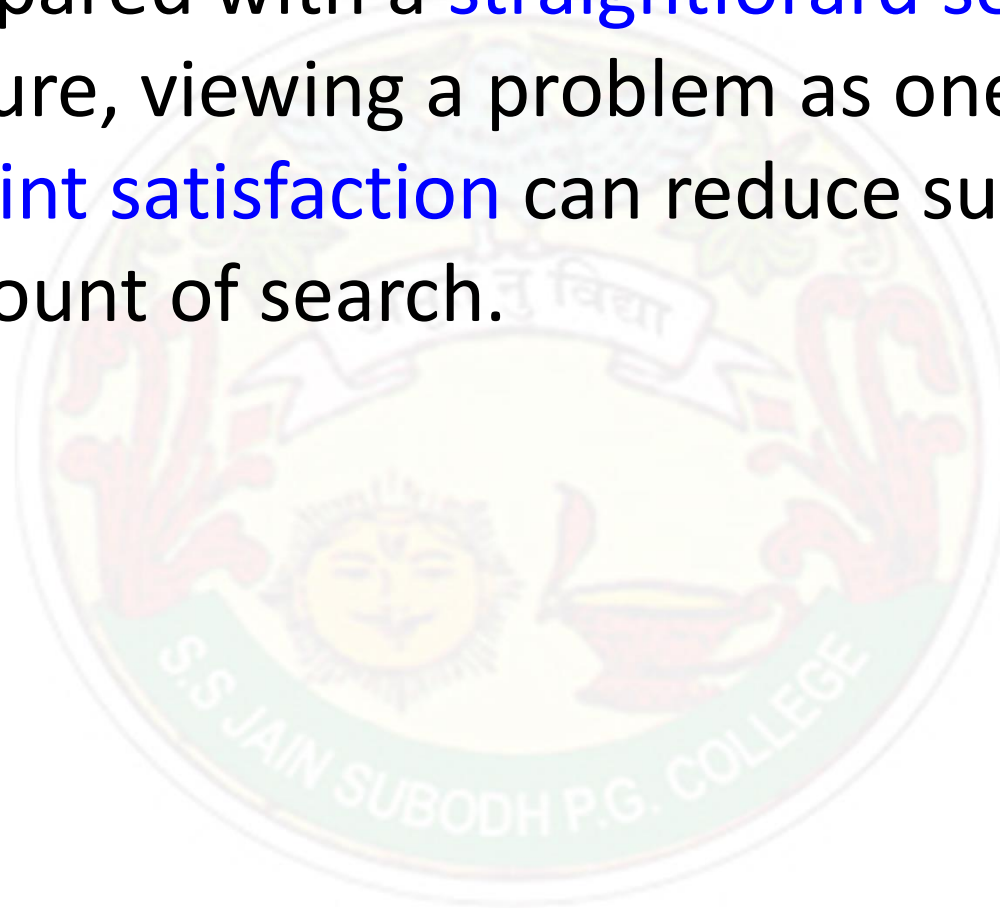 pared with a straightforard se
ure, viewing a problem as one
int satisfaction can reduce su
ount of search.
नु विद्या
S.S JAIN SUBODH P.G. COLLEGE